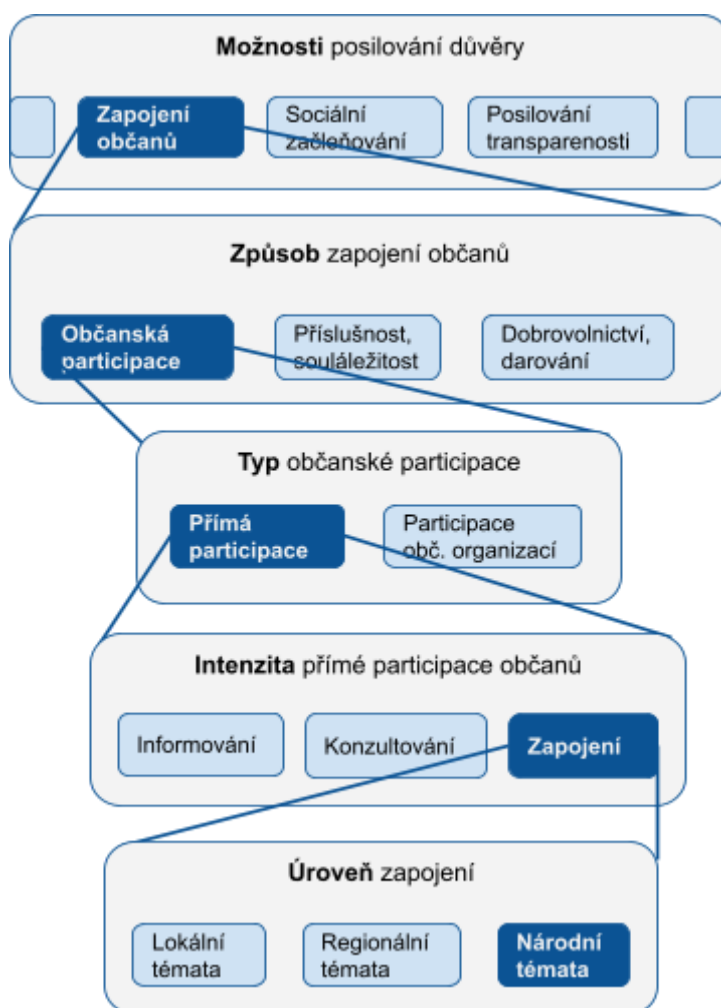 Možnosti posilování důvěry
Zapojení
občanů
Sociální
začleňování
Posilování
transparenosti
Způsob zapojení občanů
Občanská
participace
Příslušnost,
souláležitost
Dobrovolnictví,
darování
Typ občanské participace
Přímá
participace
Participace
obč. organizací
Intenzita přímé participace občanů
Informování
Konzultování
Zapojení
Úroveň zapojení
Lokální
témata
Regionální
témata
Národní
témata